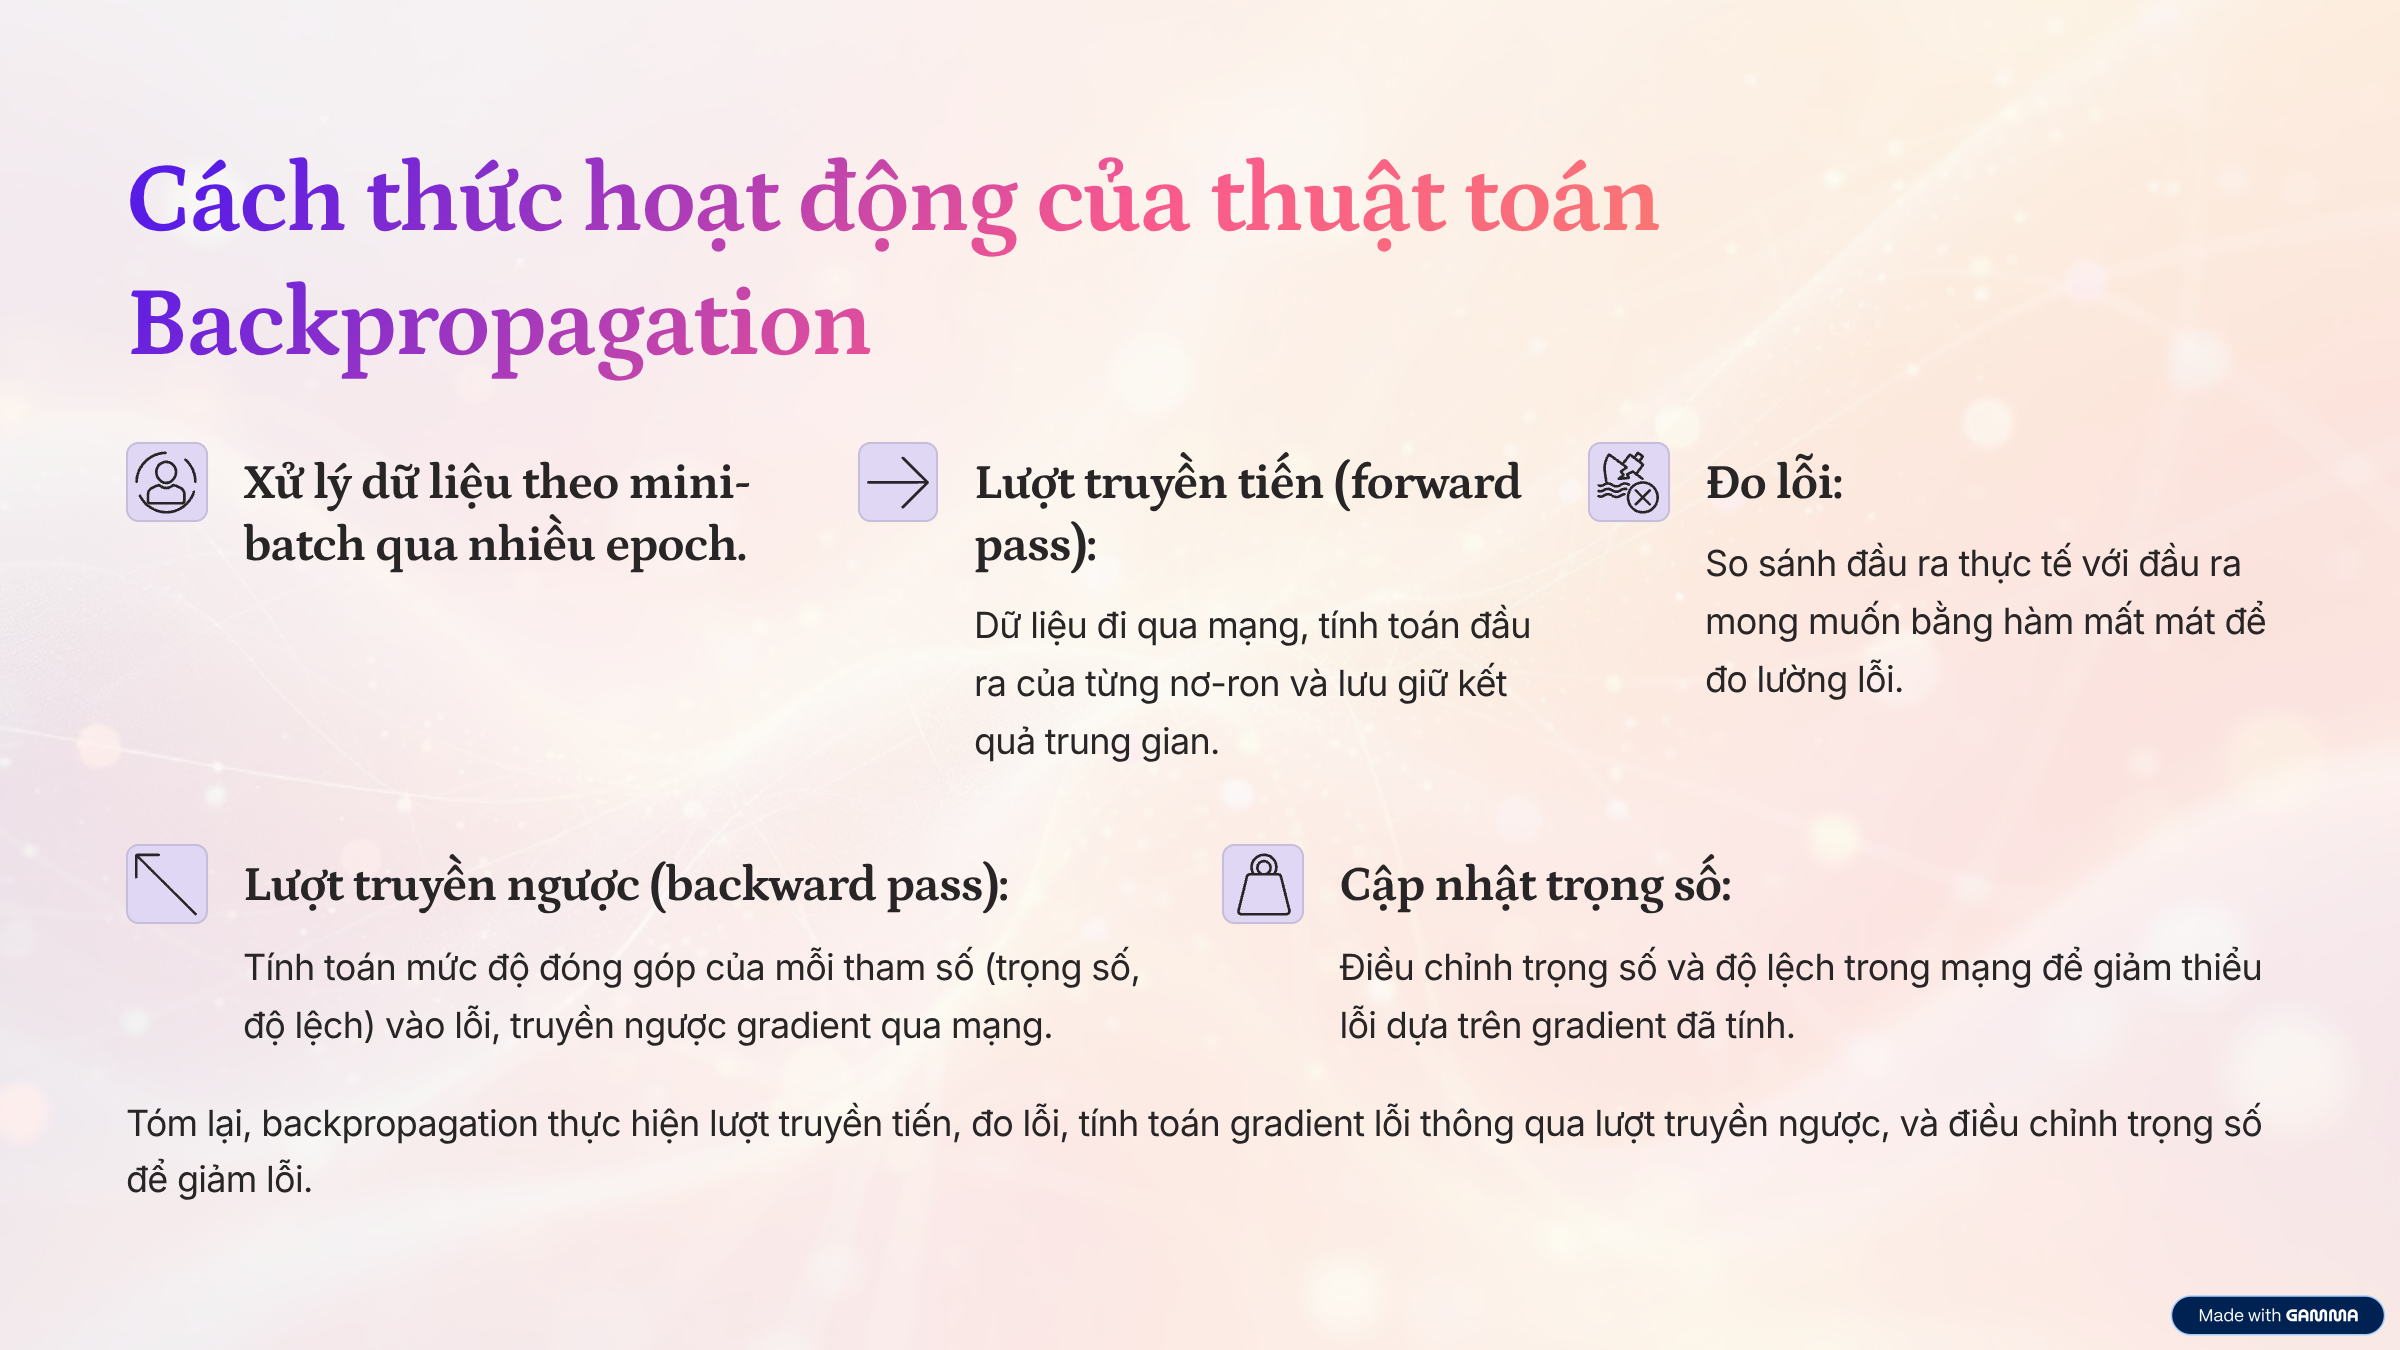 Cách thức hoạt động của thuật toán
Backpropagation
Xử lý dữ liệu theo mini-
batch qua nhiều epoch.
Lượt truyền tiến (forward
pass):
Dữ liệu đi qua mạng, tính toán đầu
ra của từng nơ-ron và lưu giữ kết
quả trung gian.
Đo lỗi:
So sánh đầu ra thực tế với đầu ra
mong muốn bằng hàm mất mát để
đo lường lỗi.
Lượt truyền ngược (backward pass):
Tính toán mức độ đóng góp của mỗi tham số (trọng số,
độ lệch) vào lỗi, truyền ngược gradient qua mạng.
Cập nhật trọng số:
Điều chỉnh trọng số và độ lệch trong mạng để giảm thiểu
lỗi dựa trên gradient đã tính.
Tóm lại, backpropagation thực hiện lượt truyền tiến, đo lỗi, tính toán gradient lỗi thông qua lượt truyền ngược, và điều chỉnh trọng số
để giảm lỗi.
Made with GAMMA